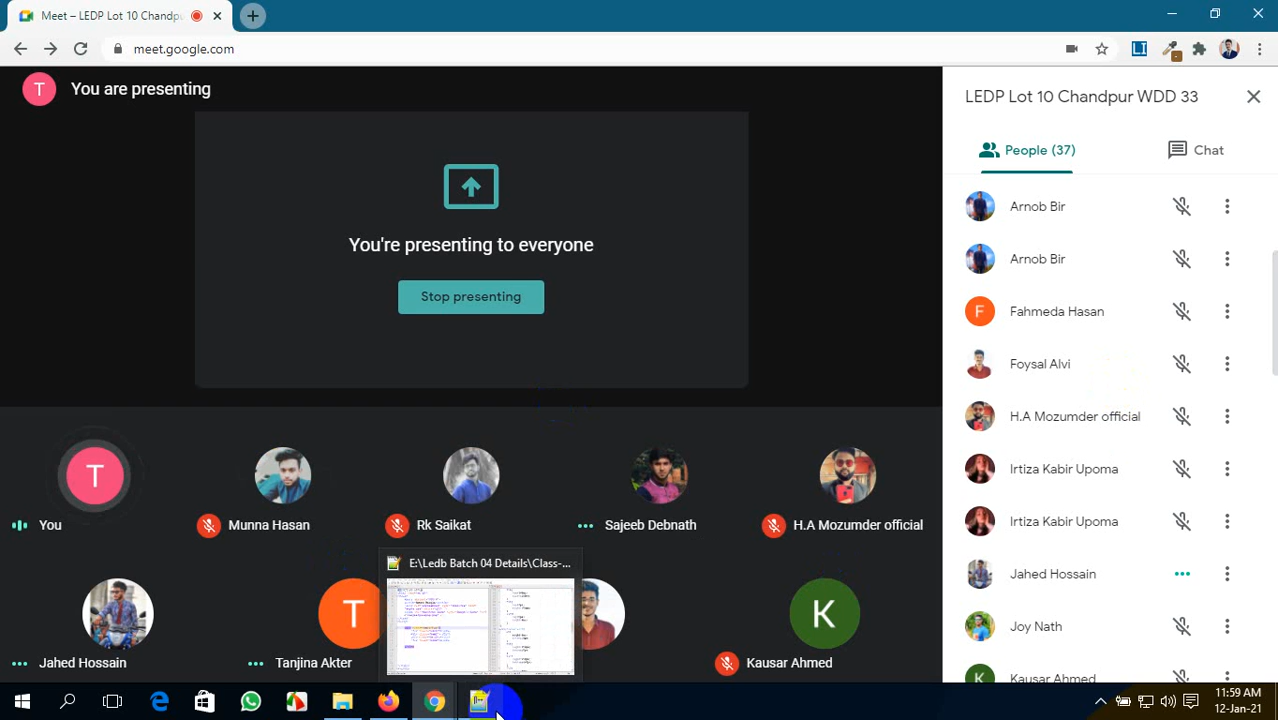 Meet – LEDP Lot 10 Chandpu
meet.google.com
LI
T You are presenting
You're presenting to everyone
Stop presenting
LEDP Lot 10 Chandpur WDD 33
People (37) Chat
Arnob Bir
Arnob Bir
F Fahmeda Hasan
Foysal Alvi
H.A Mozumder official
Irtiza Kabir Upoma
Irtiza Kabir Upoma
Jahed Hossain
Joy Nath
K Kausar Ahmed
T
You Munna Hasan Rk Saikat Sajeeb Debnath H.A Mozumder official
E:\Ledb Batch 04 Details\Class-...
T K
Jahed Hossain Tanjina Akter Kausar Ahmed
11:59 AM
12-Jan-21